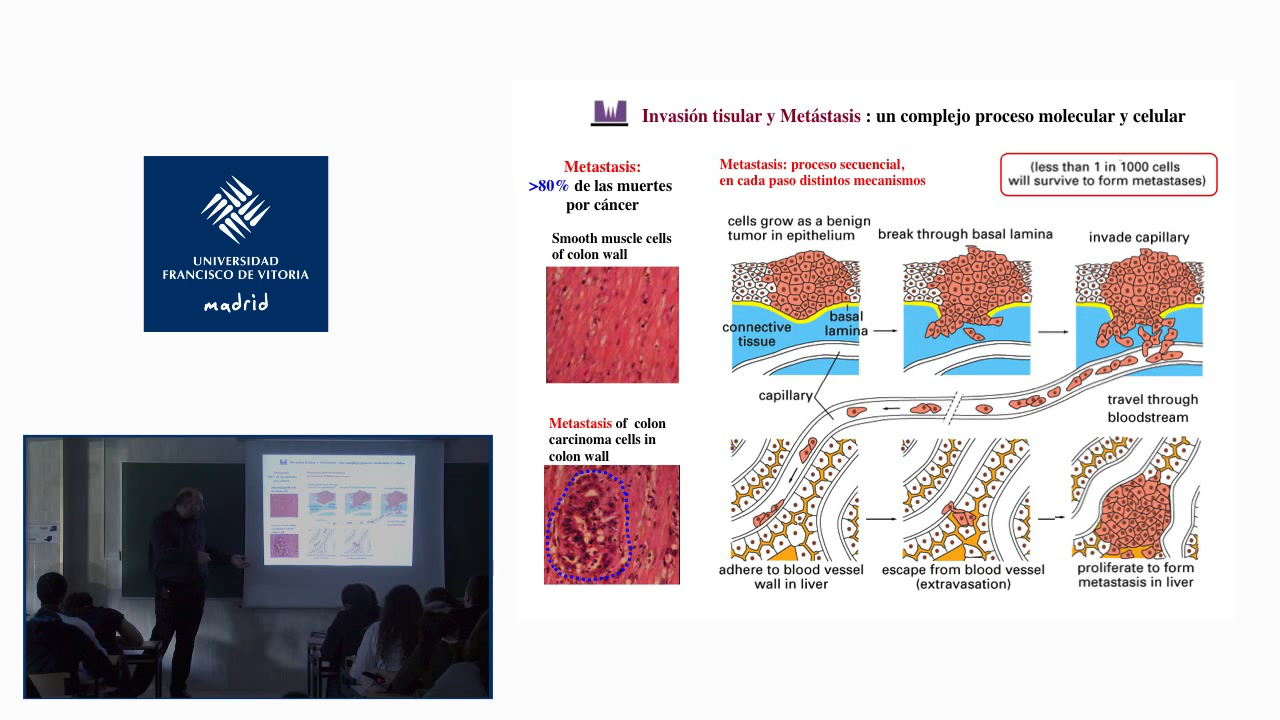 UNIVERSIDAD
FRANCISCO DE VITORIA
madrid
Invasión tisular y Metástasis : un complejo proceso molecular y celular
Metastasis:
>80% de las muertes
por cáncer
Metastasis: proceso secuencial,
en cada paso distintos mecanismos
(less than 1 in 1000 cells
will survive to form metastases)
Smooth muscle cells
of colon wall
cells grow as a benign
tumor in epithelium
break through basal lamina
invade capillary
connective
tissue
basal
lamina
capillary
travel through
bloodstream
Metastasis of colon
carcinoma cells in
colon wall
adhere to blood vessel
wall in liver
escape from blood vessel
(extravasation)
proliferate to form
metastasis in liver